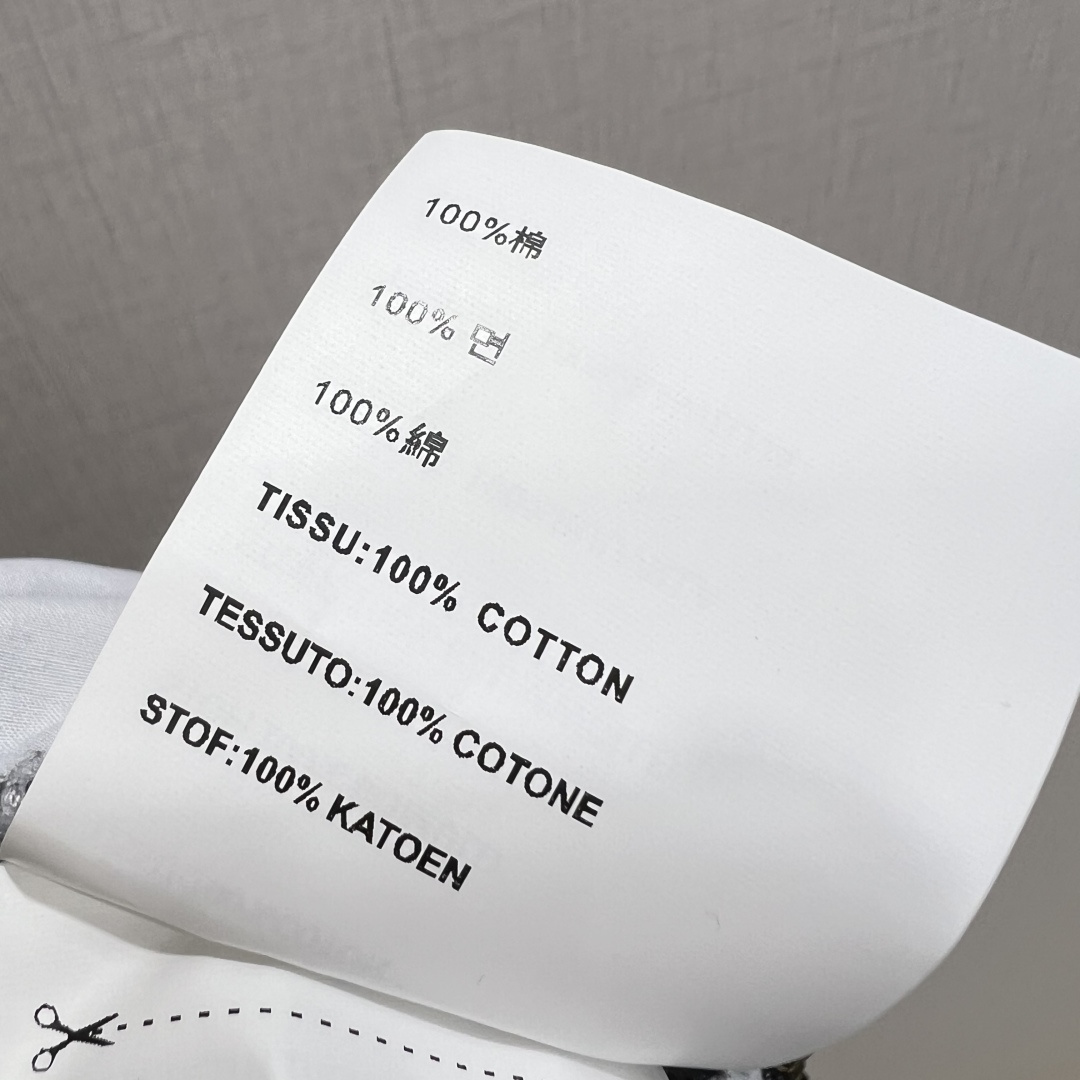 100%棉
100% 면
100%綿
TISSU:100% COTTON
TESSUTO:100% COTONE
STOF:100% KATOEN